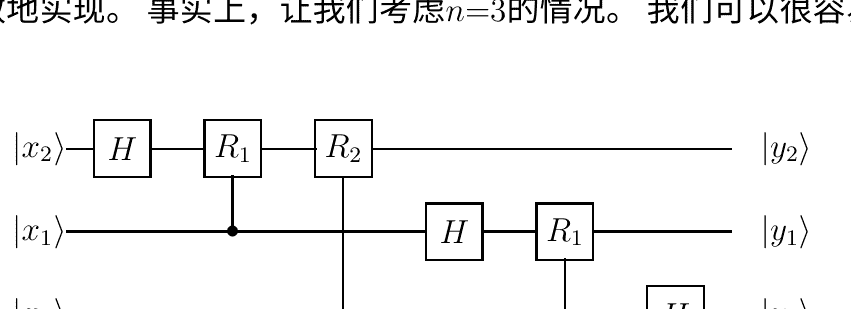 地实现。 事实上，让我们考虑n=3的情况。 我们可以很容
|x₂⟩ H R₁ R₂ |y₂⟩
|x₁⟩ H R₁ |y₁⟩